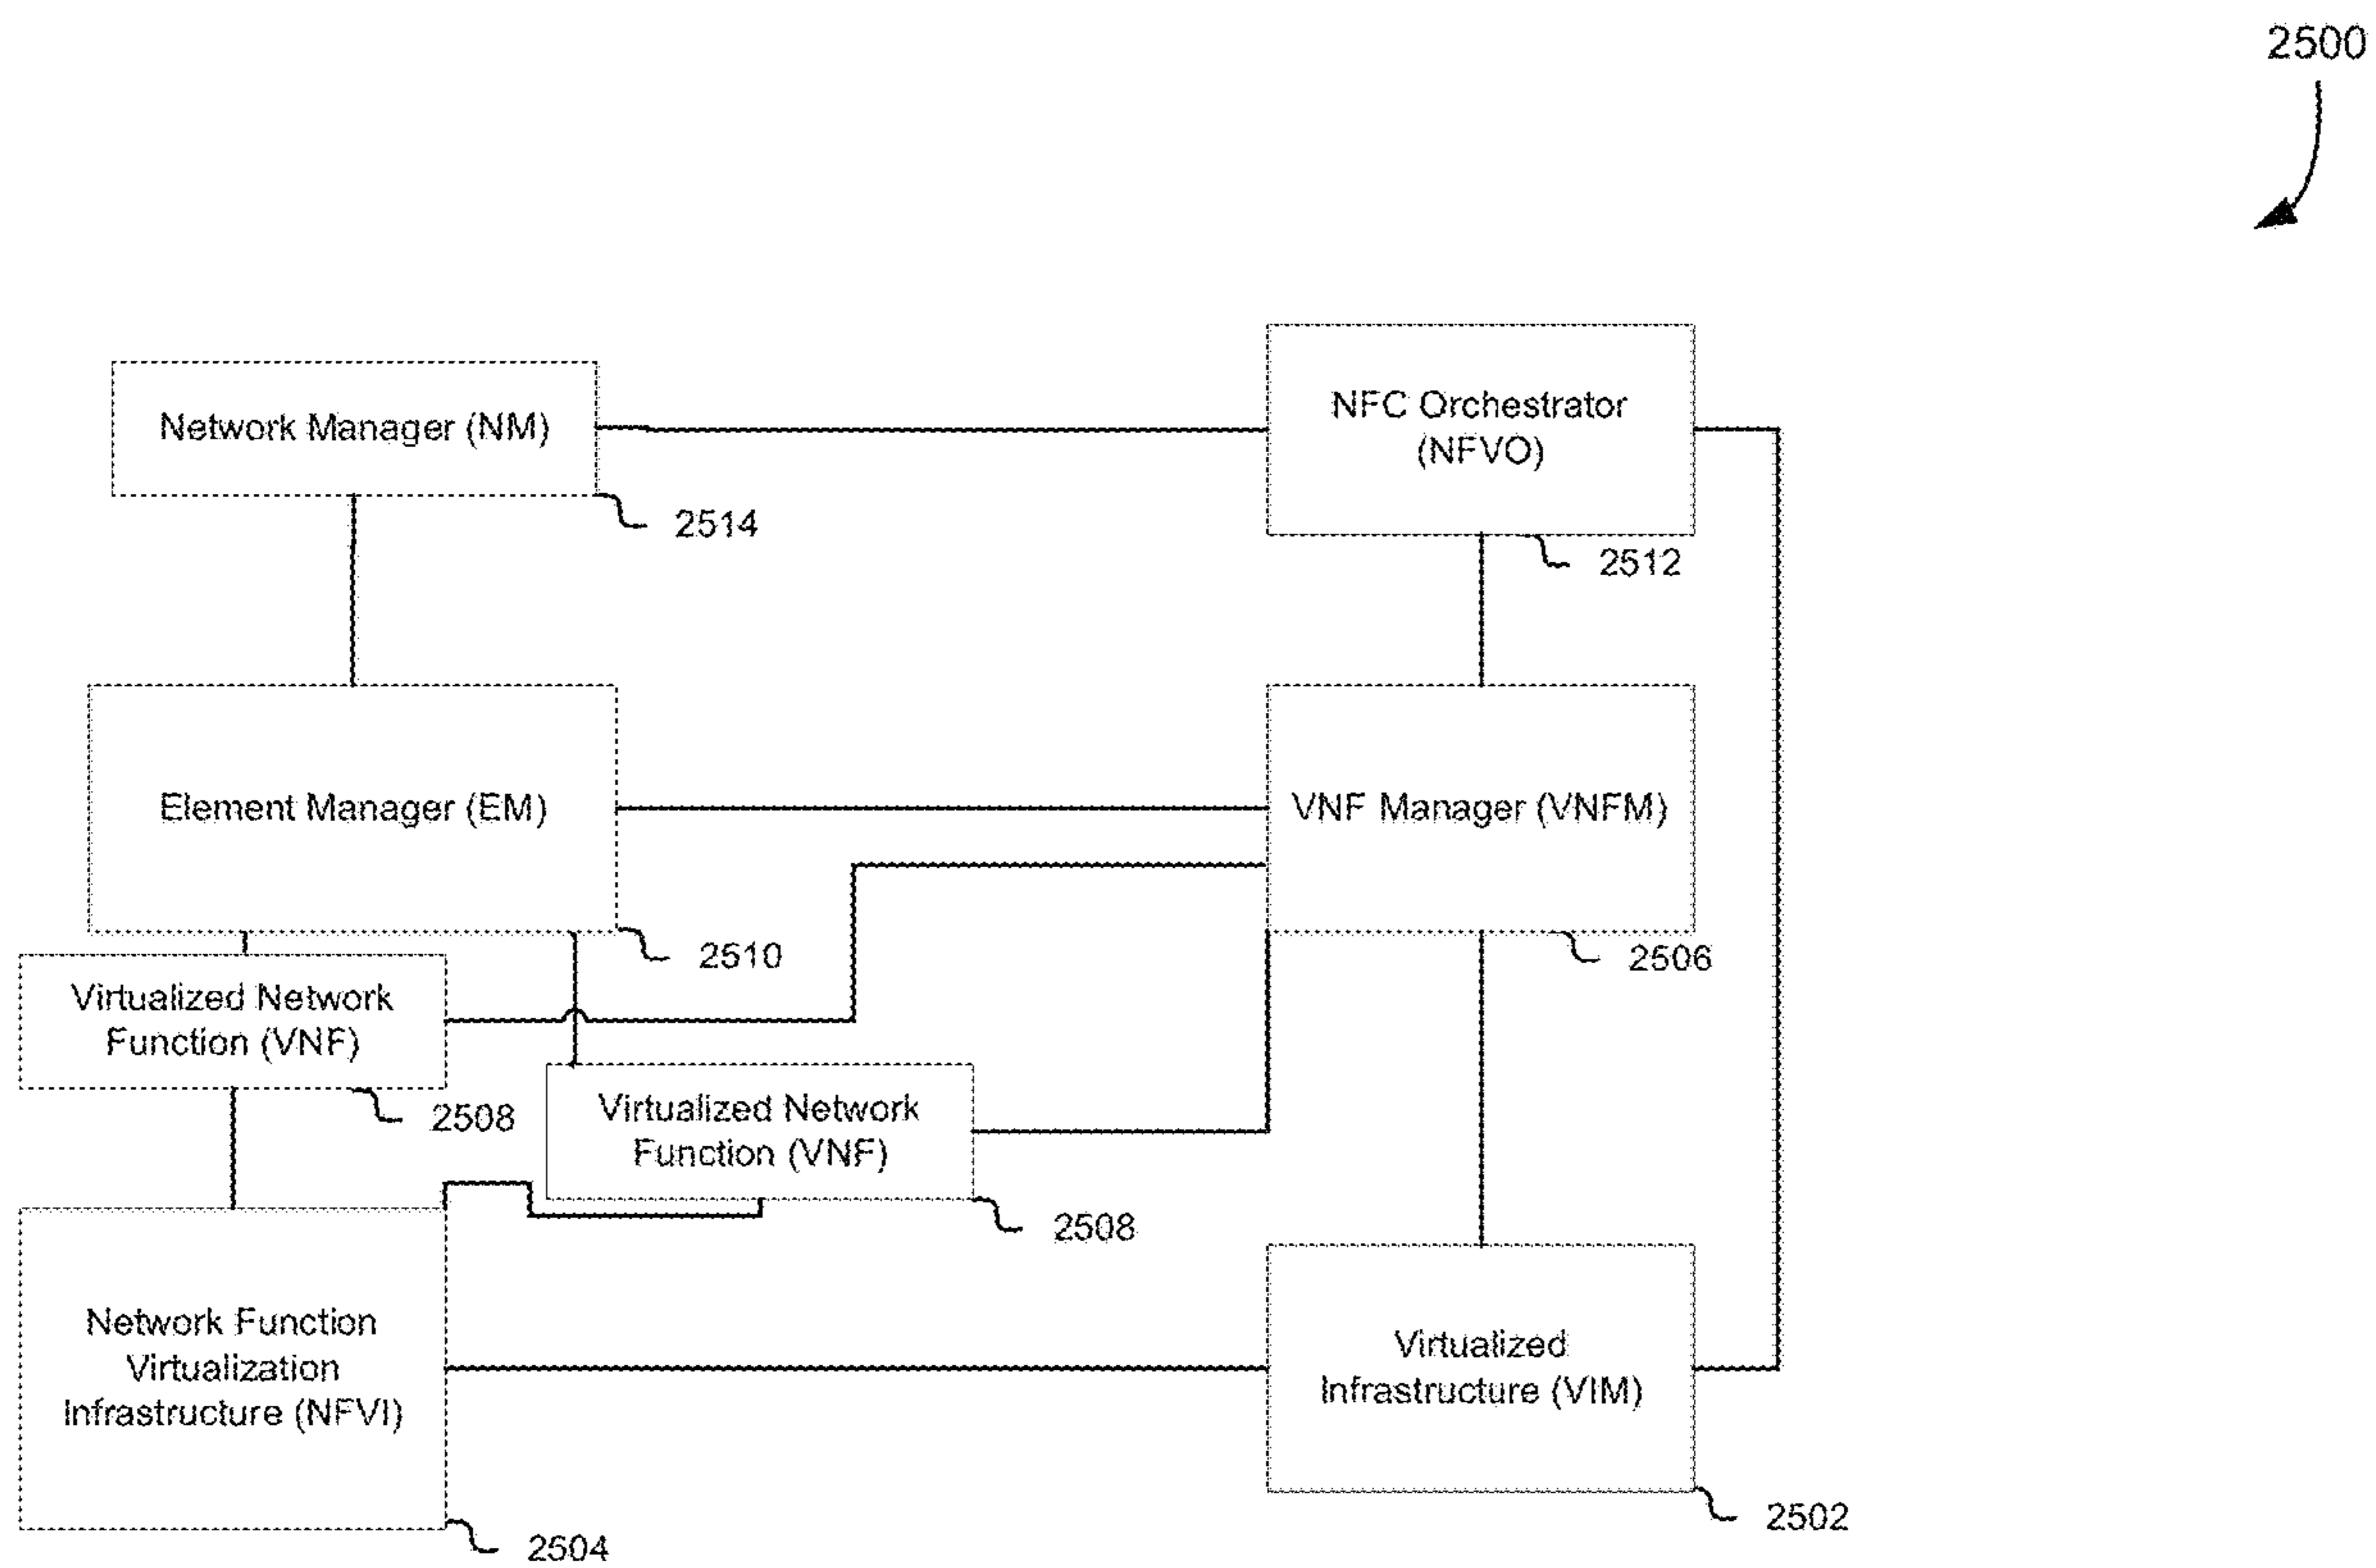 2500
Network Manager (NM)
2514
NFC Orchestrator
(NFVO)
2512
Element Manager (EM)
2510
VNF Manager (VNFM)
2506
Virtualized Network
Function (VNF)
2508
Virtualized Network
Function (VNF)
2508
Network Function
Virtualization
Infrastructure (NFVI)
2504
Virtualized
Infrastructure (VIM)
2502